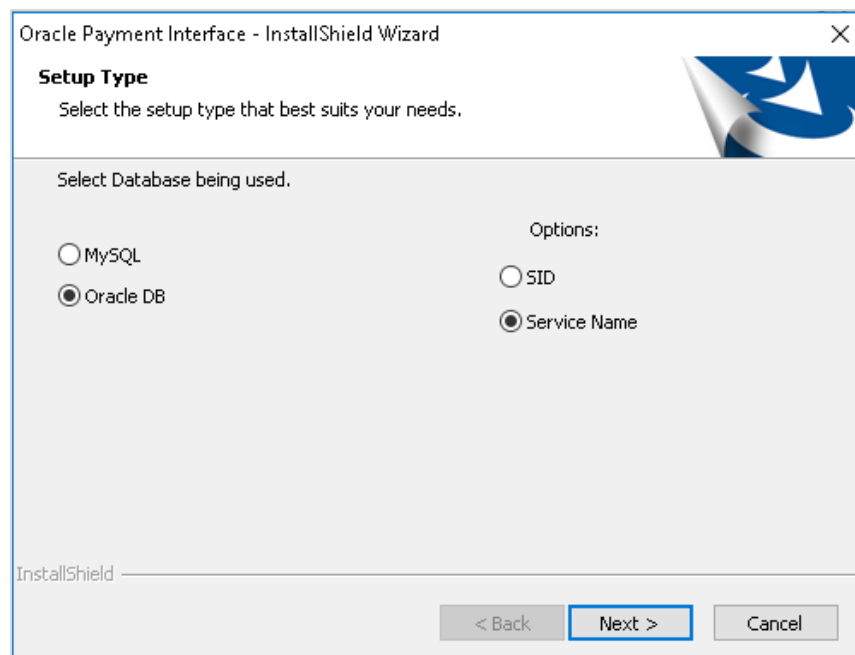 Oracle Payment Interface - InstallShield Wizard
Setup Type
Select the setup type that best suits your needs.
Select Database being used.
Options:
MySQL
SID
Oracle DB
Service Name
InstallShield
< Back
Next >
Cancel